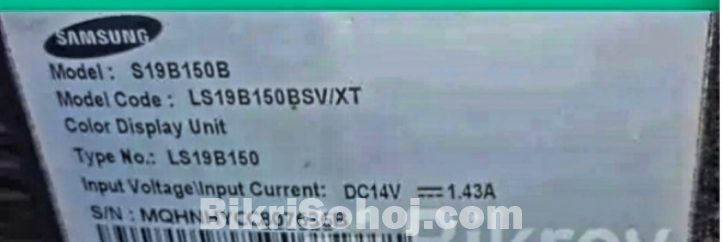 SAMSUNG
Model : S19B150B
Model Code : LS19B150BSV/XT
Color Display Unit
Type No.: LS19B150
Input Voltage\Input Current: DC14V ⎓ 1.43A
S/N :
BikriSohoj.com
Bikroy